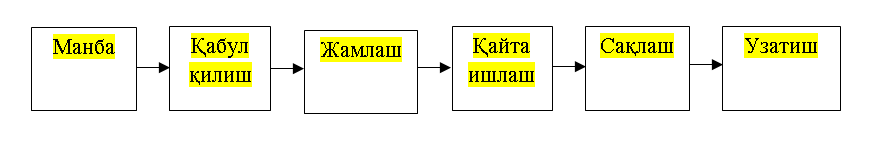 Манба
Қабул
қилиш
Жамлаш
Қайта
ишлаш
Сақлаш
Узатиш